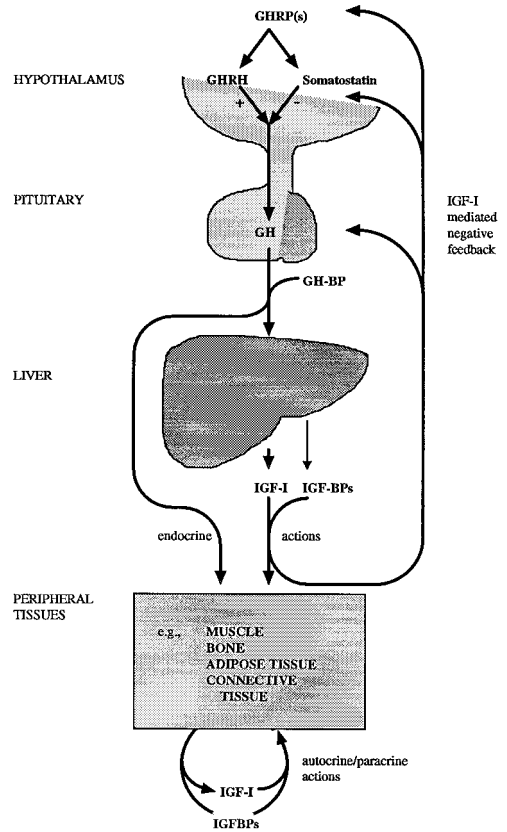 GHRP(s)
HYPOTHALAMUS
GHRH
Somatostatin
+
-
PITUITARY
IGF-I
mediated
negative
feedback
GH
GH-BP
LIVER
IGF-I
IGF-BPs
endocrine
actions
PERIPHERAL
TISSUES
e.g., MUSCLE
BONE
ADIPOSE TISSUE
CONNECTIVE
TISSUE
autocrine/paracrine
actions
IGF-I
IGFBPs